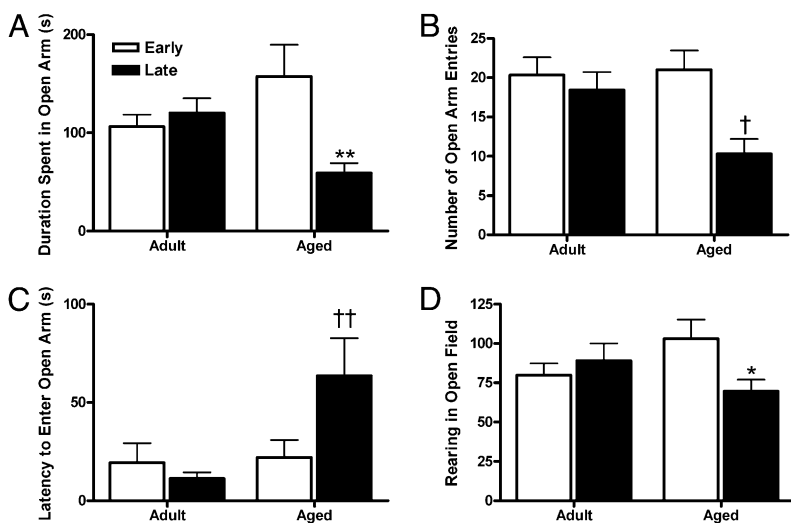 A
Duration Spent in Open Arm (s)
200
100
0
Early
Late
**
Adult
Aged
B
Number of Open Arm Entries
25
20
15
10
5
0
†
Adult
Aged
C
Latency to Enter Open Arm (s)
100
50
0
††
Adult
Aged
D
Rearing in Open Field
125
100
75
50
25
0
*
Adult
Aged